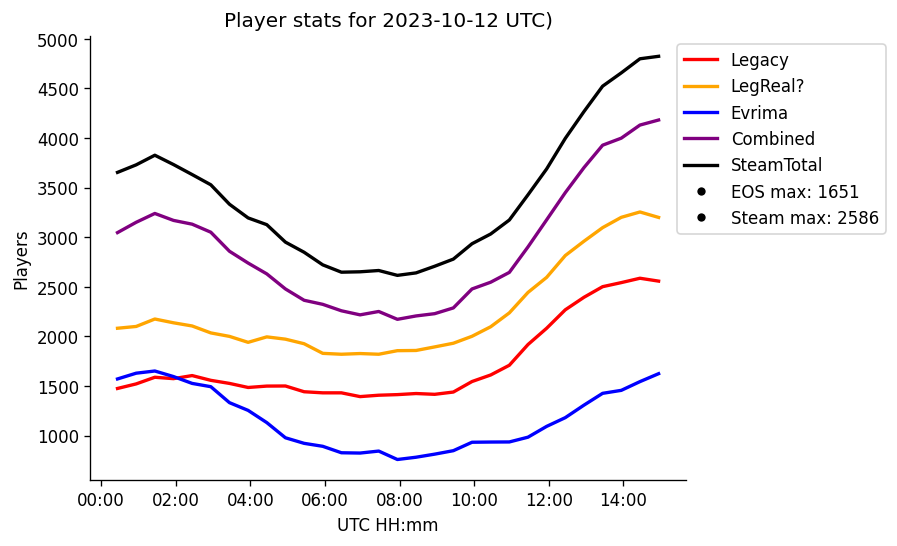 Player stats for 2023-10-12 UTC)
5000
4500
4000
3500
3000
2500
2000
1500
1000
Players
00:00 02:00 04:00 06:00 08:00 10:00 12:00 14:00
UTC HH:mm
Legacy
LegReal?
Evrima
Combined
SteamTotal
EOS max: 1651
Steam max: 2586